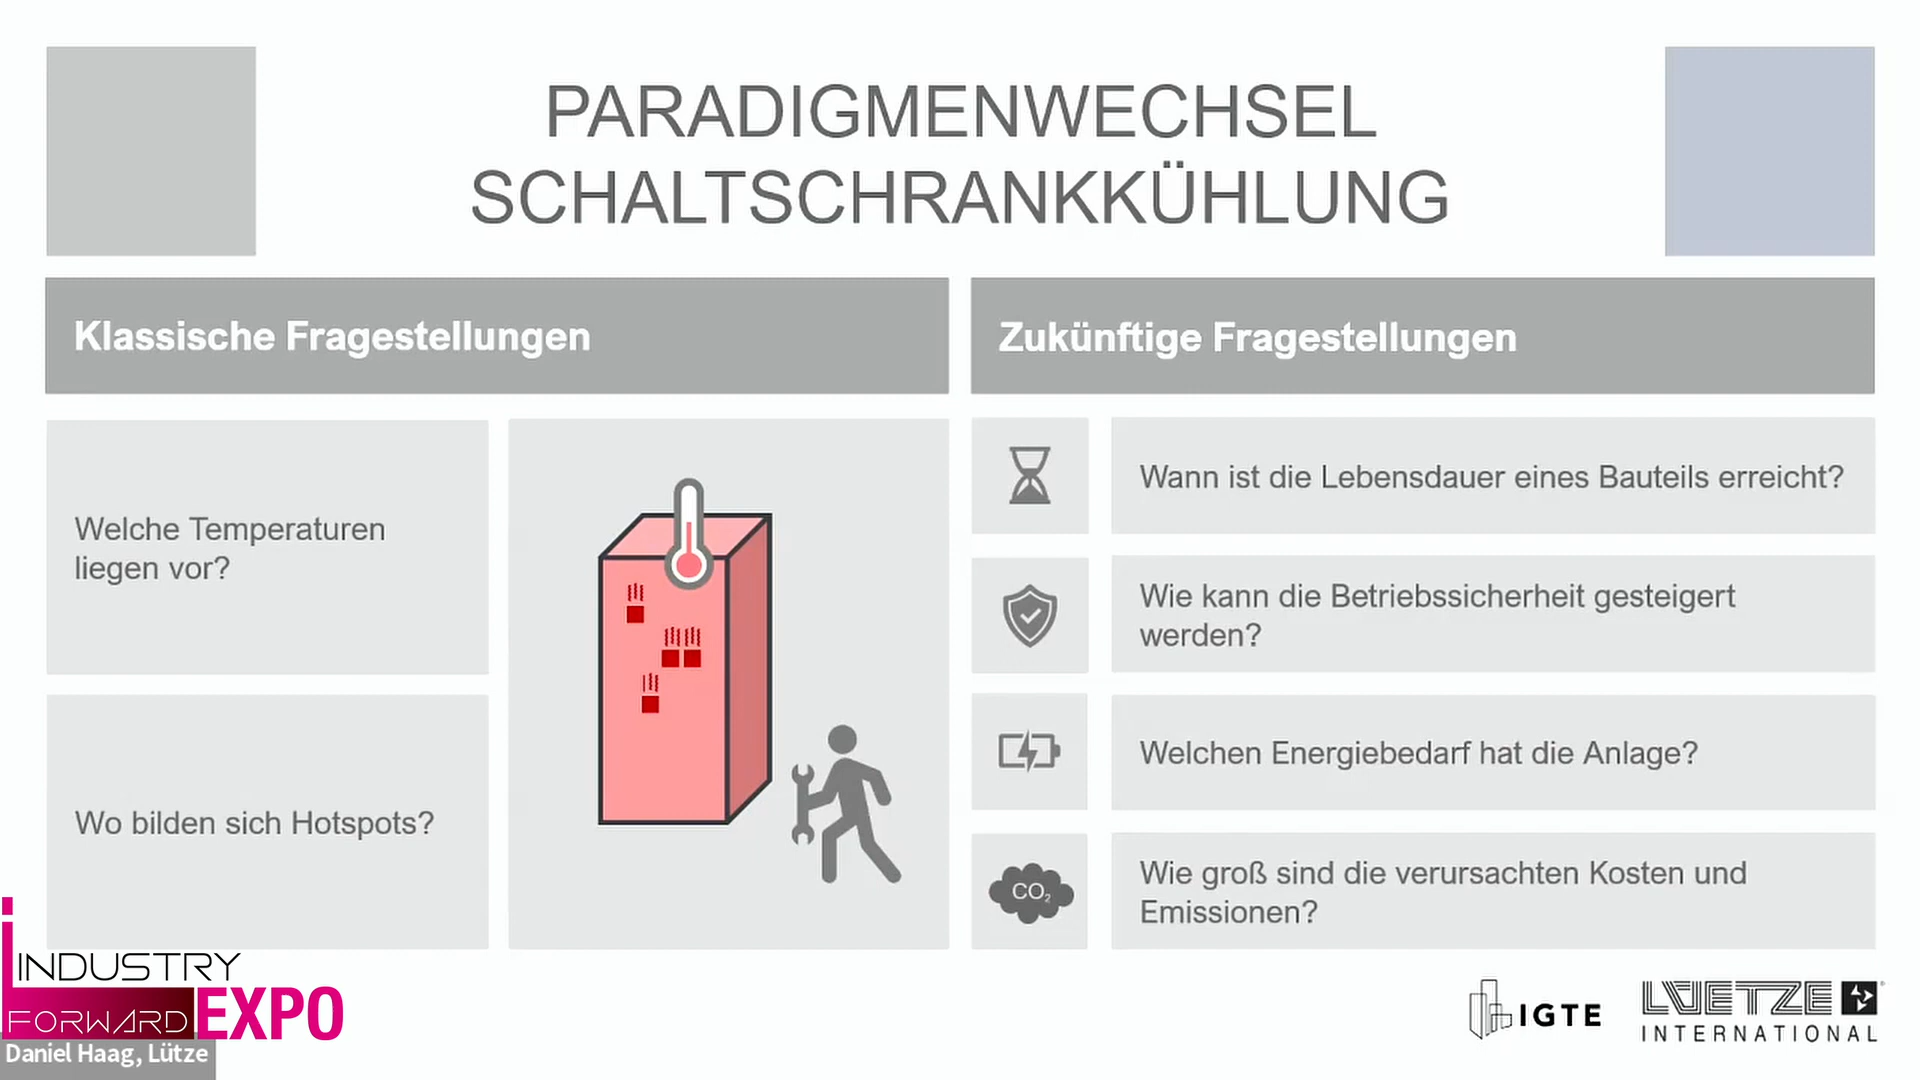 PARADIGMENWECHSEL
SCHALTSCHRANKKÜHLUNG
Klassische Fragestellungen
Welche Temperaturen
liegen vor?
Wo bilden sich Hotspots?
Zukünftige Fragestellungen
Wann ist die Lebensdauer eines Bauteils erreicht?
Wie kann die Betriebssicherheit gesteigert
werden?
Welchen Energiebedarf hat die Anlage?
CO₂
Wie groß sind die verursachten Kosten und
Emissionen?
INDUSTRY
FORWARD EXPO
Daniel Haag, Lütze
IGTE
LUETZE
INTERNATIONAL